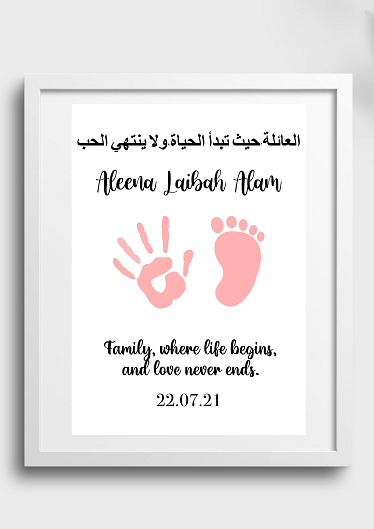 العائلة،حيث تبدأ الحياة،ولا ينتهي الحب
Aleena Laibah Alam
Family, where life begins,
and love never ends.
22.07.21